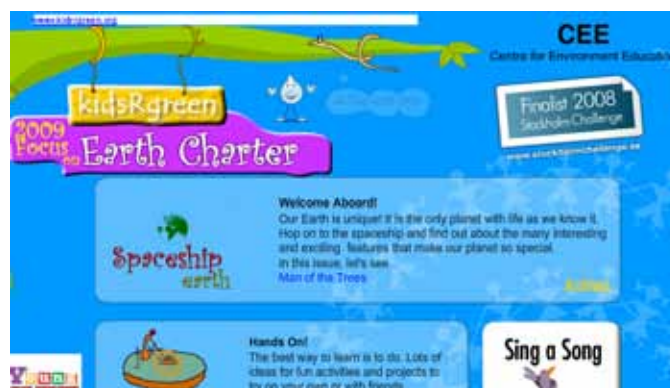 www.kidsrgreen.org
CEE
Centre for Environment Education
kidsRgreen
2009
Focus
on
Earth Charter
Finalist 2008
Stockholm Challenge
www.stockholmchallenge.se
Welcome Aboard!
Our Earth is unique! It is the only planet with life as we know it.
Hop on to the spaceship and find out about the many interesting
and exciting features that make our planet so special.
In this issue, let's see
Man of the Trees
Spaceship
earth
Hands On!
The best way to learn is to do. Lots of
ideas for fun activities and projects to
try on your own or with friends
Sing a Song
Young